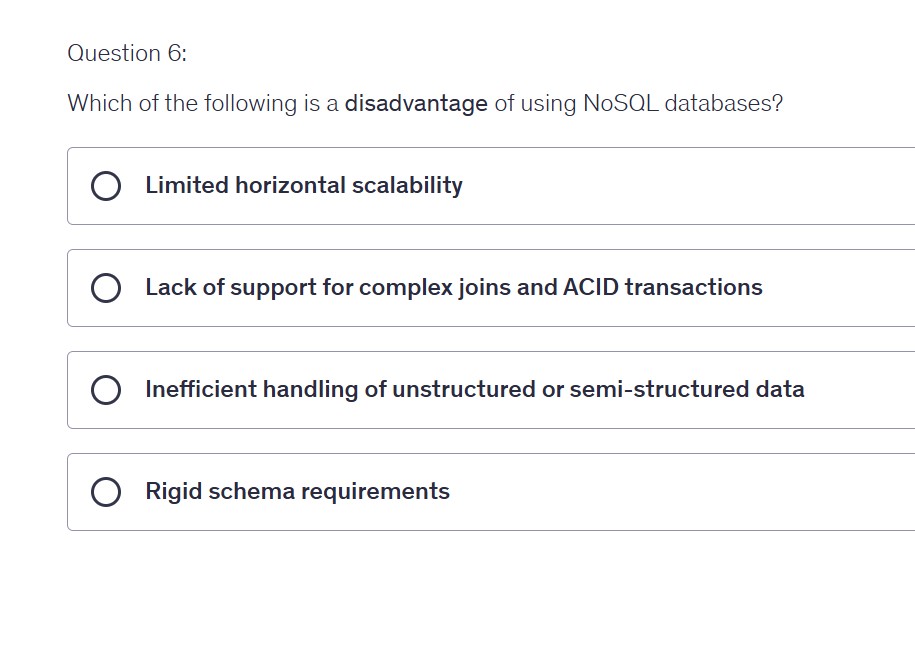 Question 6:
Which of the following is a disadvantage of using NoSQL databases?
Limited horizontal scalability
Lack of support for complex joins and ACID transactions
Inefficient handling of unstructured or semi-structured data
Rigid schema requirements